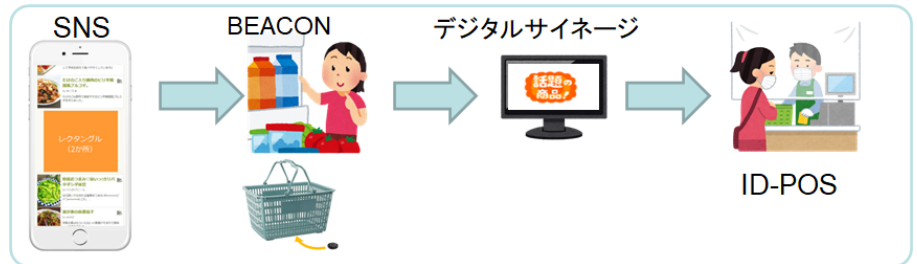 SNS
BEACON
デジタルサイネージ
レクタングル
(2か所)
話題の
商品!
ID-POS